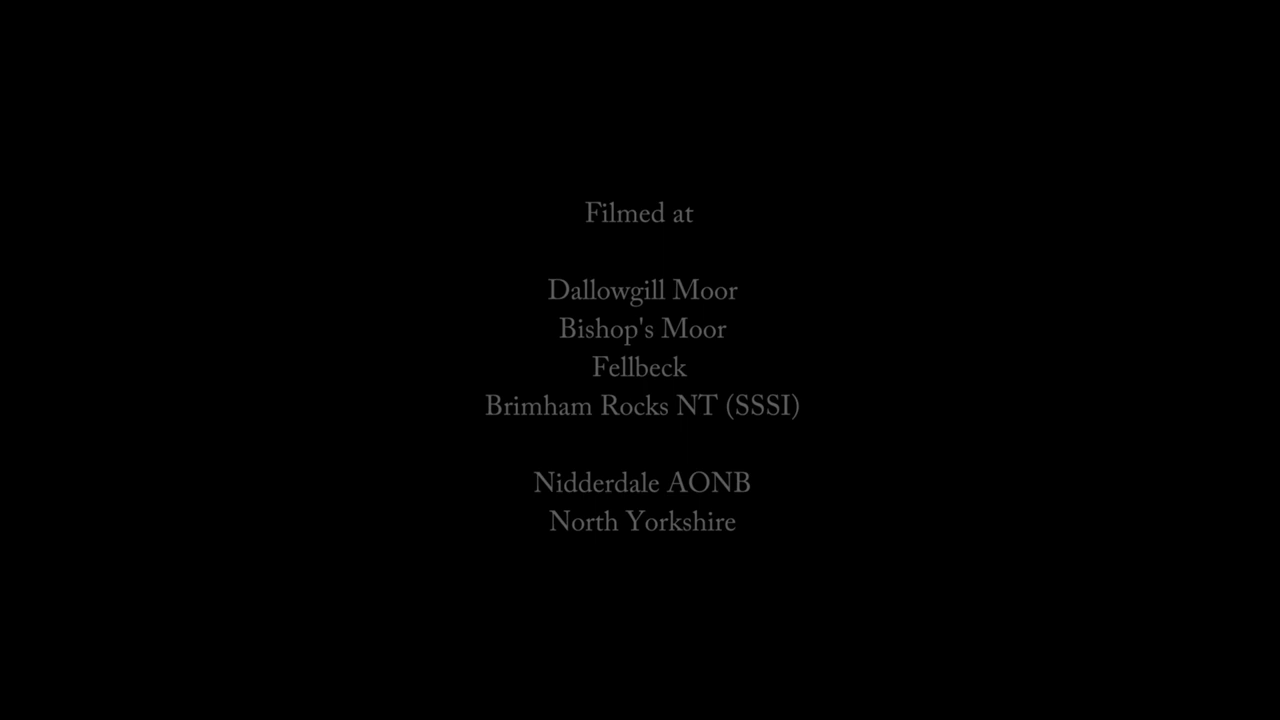 Filmed at
Dallowgill Moor
Bishop's Moor
Fellbeck
Brimham Rocks NT (SSSI)
Nidderdale AONB
North Yorkshire